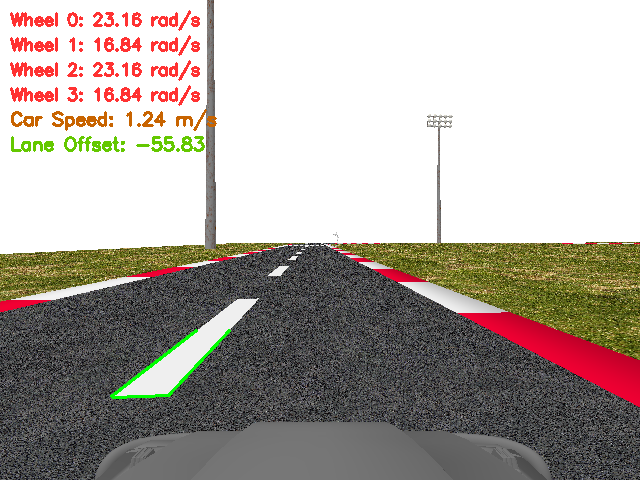 Wheel 0: 23.16 rad/s
Wheel 1: 16.84 rad/s
Wheel 2: 23.16 rad/s
Wheel 3: 16.84 rad/s
Car Speed: 1.24 m/s
Lane Offset: -55.83